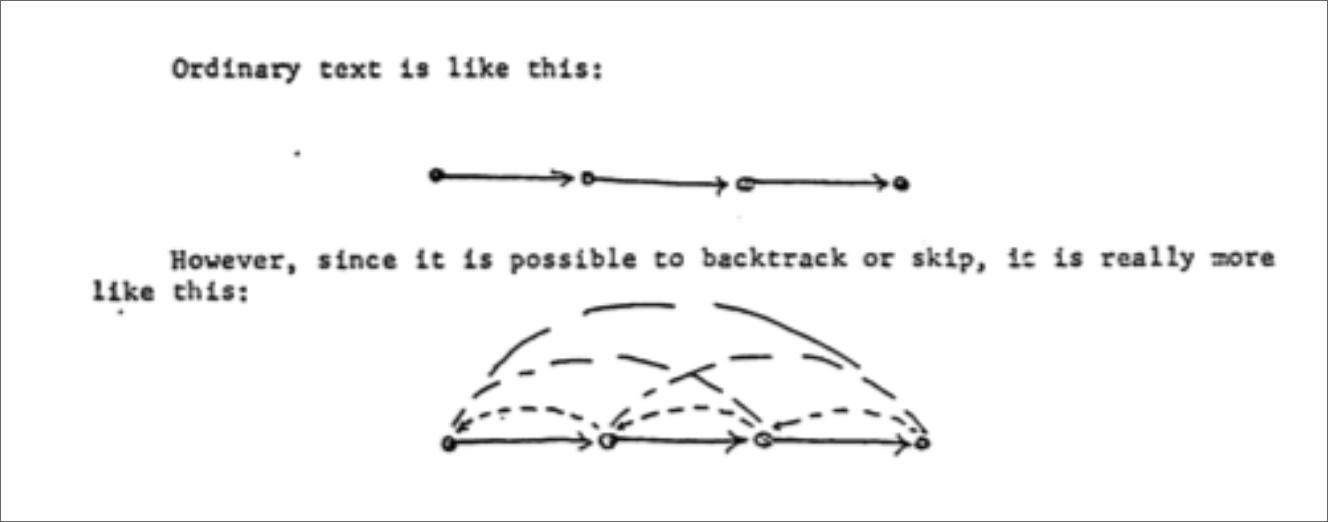 Ordinary text is like this:
However, since it is possible to backtrack or skip, it is really more
like this: